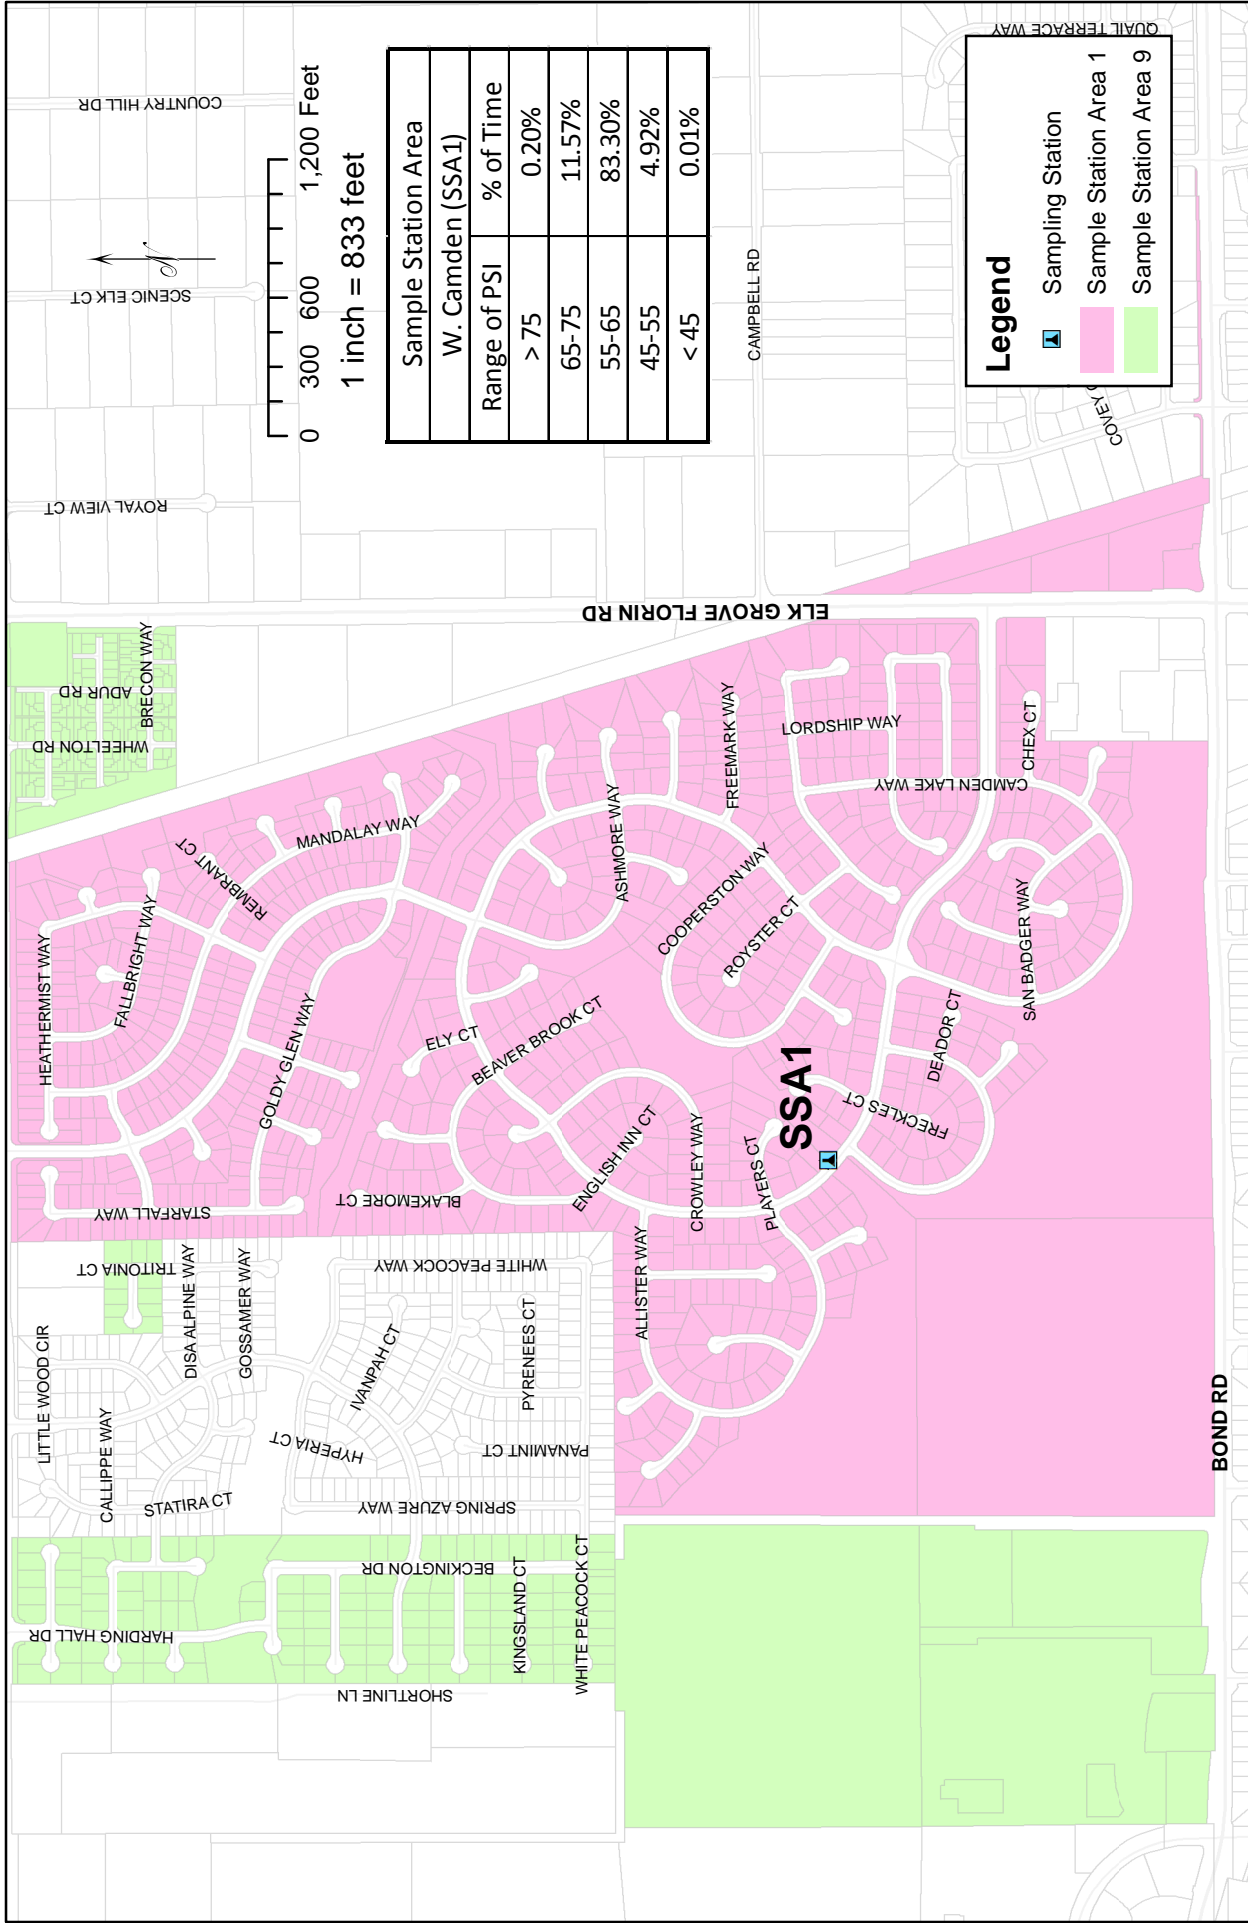 COUNTRY HILL DR
SCENIC ELK CT
ROYAL VIEW CT
N
0 300 600 1,200 Feet
1 inch = 833 feet
Sample Station Area
W. Camden (SSA1)
Range of PSI % of Time
> 75 0.20%
65-75 11.57%
55-65 83.30%
45-55 4.92%
< 45 0.01%
CAMPBELL RD
QUAIL TERRACE WAY
COVEY C
Legend
Sampling Station
Sample Station Area 1
Sample Station Area 9
ELK GROVE FLORIN RD
BRECON WAY
ADUR RD
WHEELTON RD
HEATHERMIST WAY
FALLBRIGHT WAY
REMBRANT CT
MANDALAY WAY
GOLDY GLEN WAY
STARFALL WAY
ELY CT
BEAVER BROOK CT
BLAKEMORE CT
ENGLISH INN CT
CROWLEY WAY
PLAYERS CT
ALLISTER WAY
ASHMORE WAY
FREEMARK WAY
COOPERSTON WAY
ROYSTER CT
LORDSHIP WAY
CAMDEN LAKE WAY
CHEX CT
SAN BADGER WAY
DEADOR CT
FRECKLES CT
SSA1
TRITONIA CT
DISA ALPINE WAY
GOSSAMER WAY
LITTLE WOOD CIR
CALLIPPE WAY
STATIRA CT
WHITE PEACOCK WAY
IVANPAH CT
PYRENEES CT
HYPERIA CT
PANAMINT CT
SPRING AZURE WAY
BECKINGTON DR
HARDING HALL DR
KINGSLAND CT
WHITE PEACOCK CT
SHORTLINE LN
BOND RD